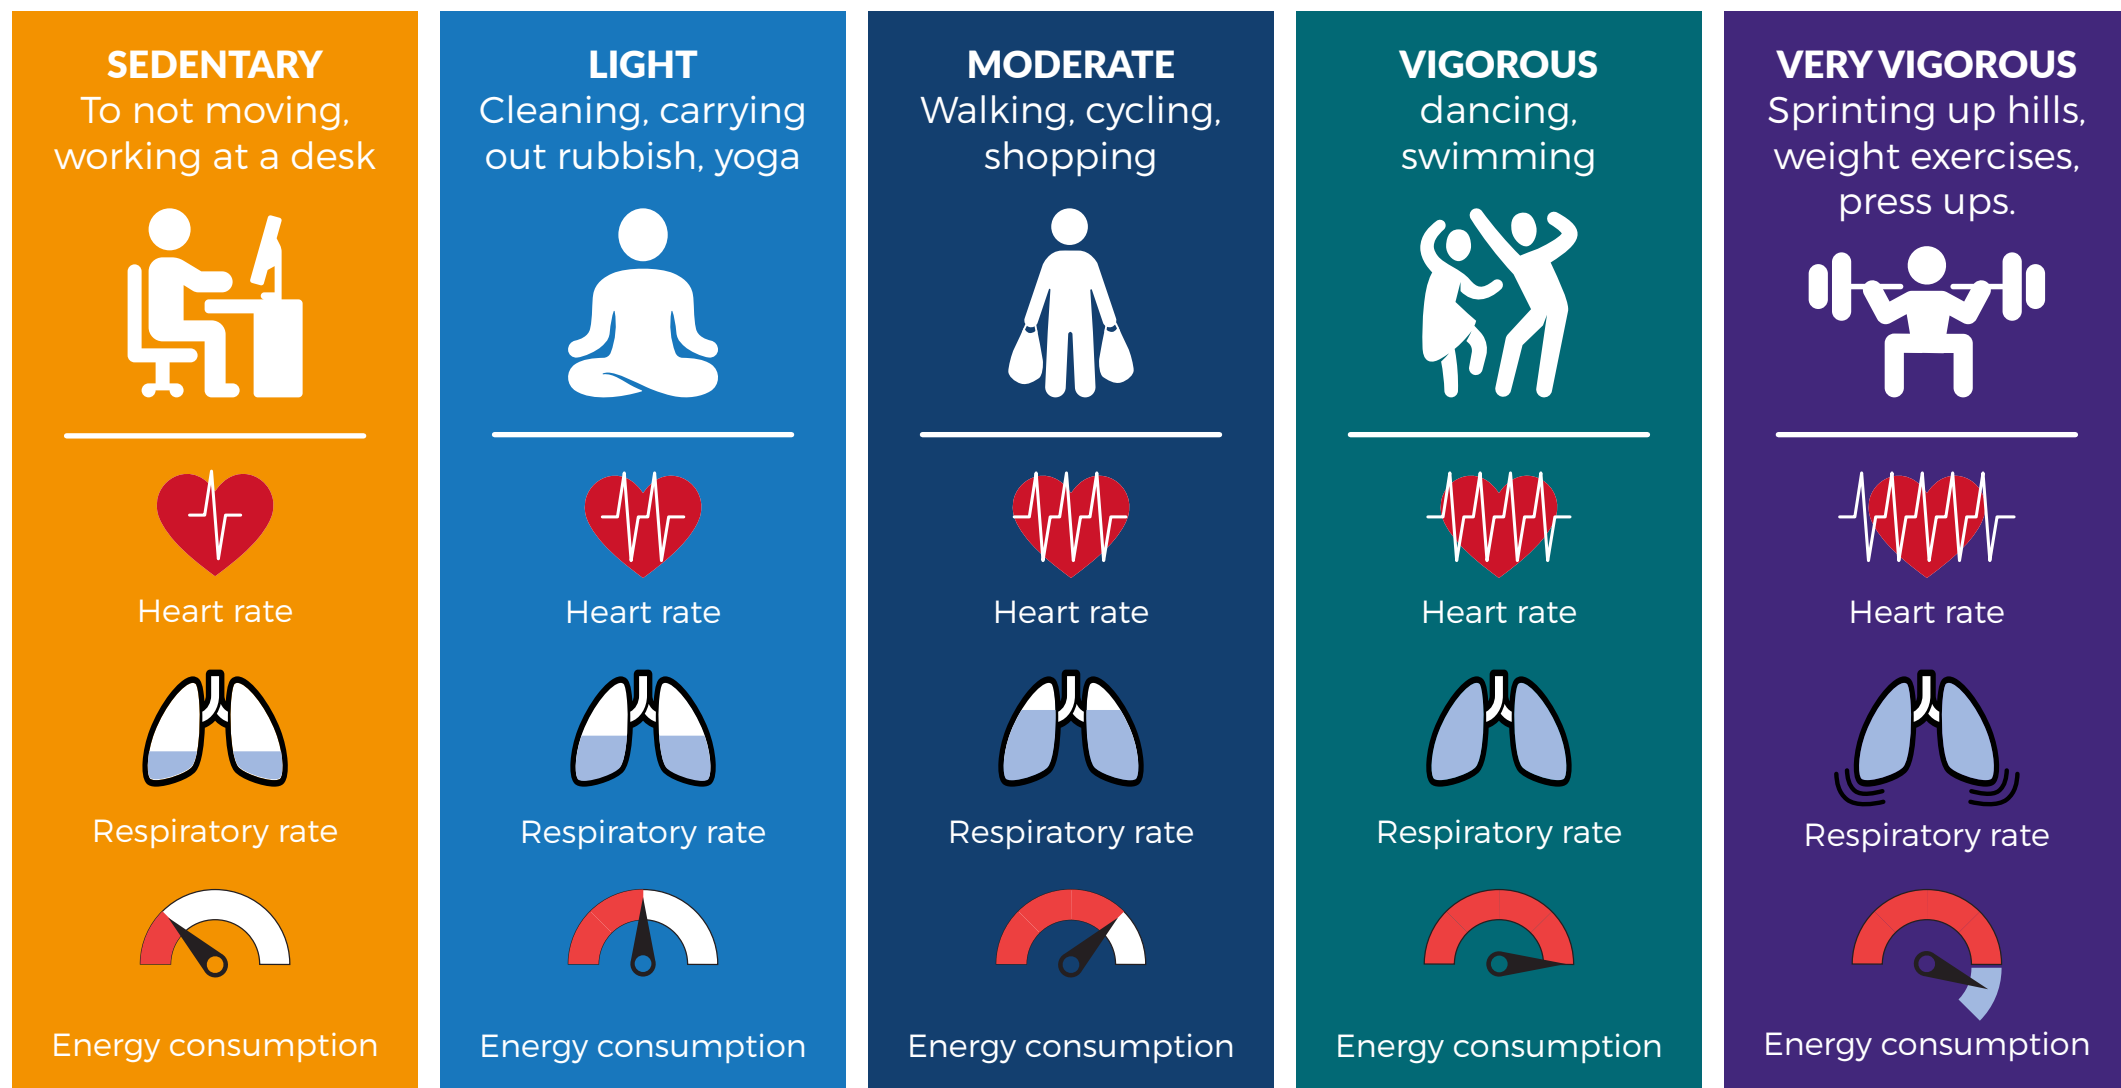 SEDENTARY
To not moving,
working at a desk
Heart rate
Respiratory rate
Energy consumption
LIGHT
Cleaning, carrying
out rubbish, yoga
Heart rate
Respiratory rate
Energy consumption
MODERATE
Walking, cycling,
shopping
Heart rate
Respiratory rate
Energy consumption
VIGOROUS
dancing,
swimming
Heart rate
Respiratory rate
Energy consumption
VERY VIGOROUS
Sprinting up hills,
weight exercises,
press ups.
Heart rate
Respiratory rate
Energy consumption